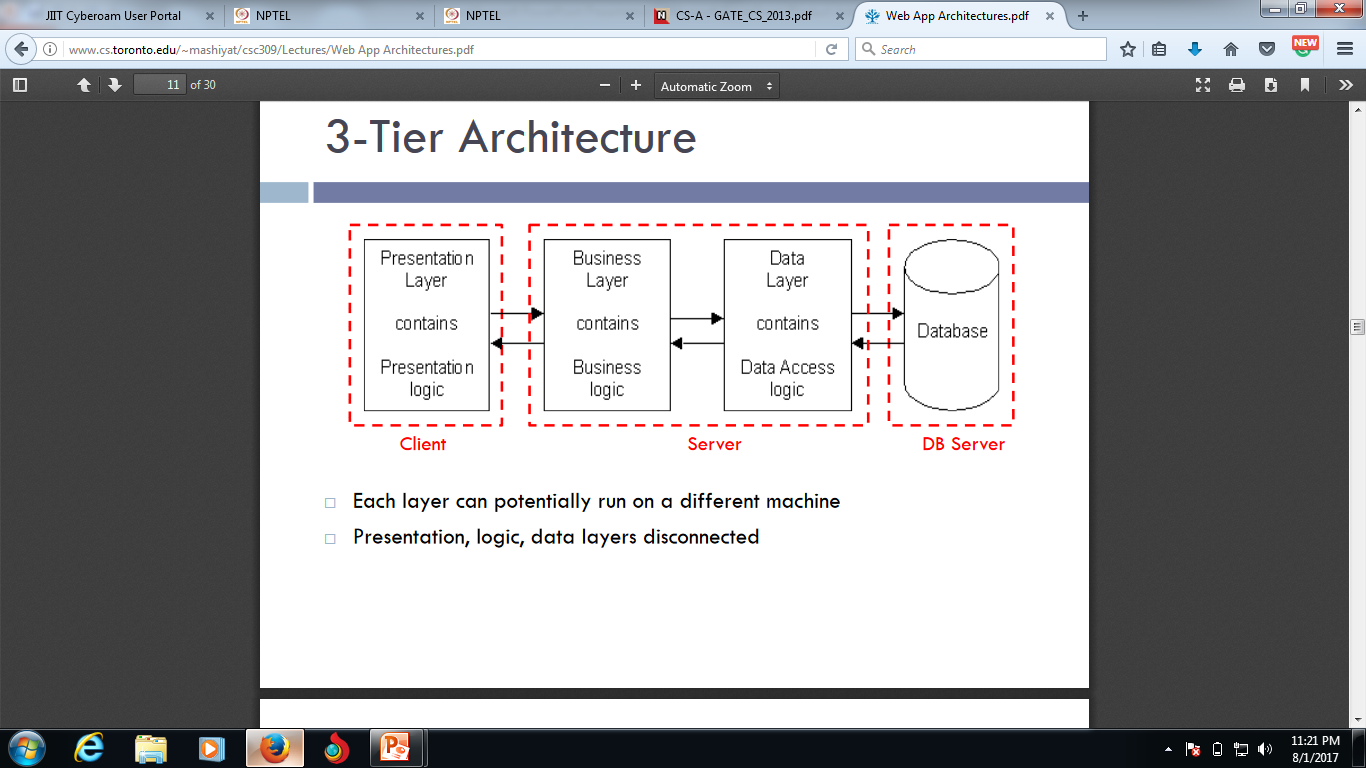 JIIT Cyberoam User Portal
NPTEL
NPTEL
CS-A - GATE_CS_2013.pdf
Web App Architectures.pdf
www.cs.toronto.edu/~mashiyat/csc309/Lectures/Web App Architectures.pdf
Search
NEW
11
of 30
Automatic Zoom
3-Tier Architecture
Presentation
Layer
contains
Presentation
logic
Business
Layer
contains
Business
logic
Data
Layer
contains
Data Access
logic
Database
Client
Server
DB Server
Each layer can potentially run on a different machine
Presentation, logic, data layers disconnected
11:21 PM
8/1/2017